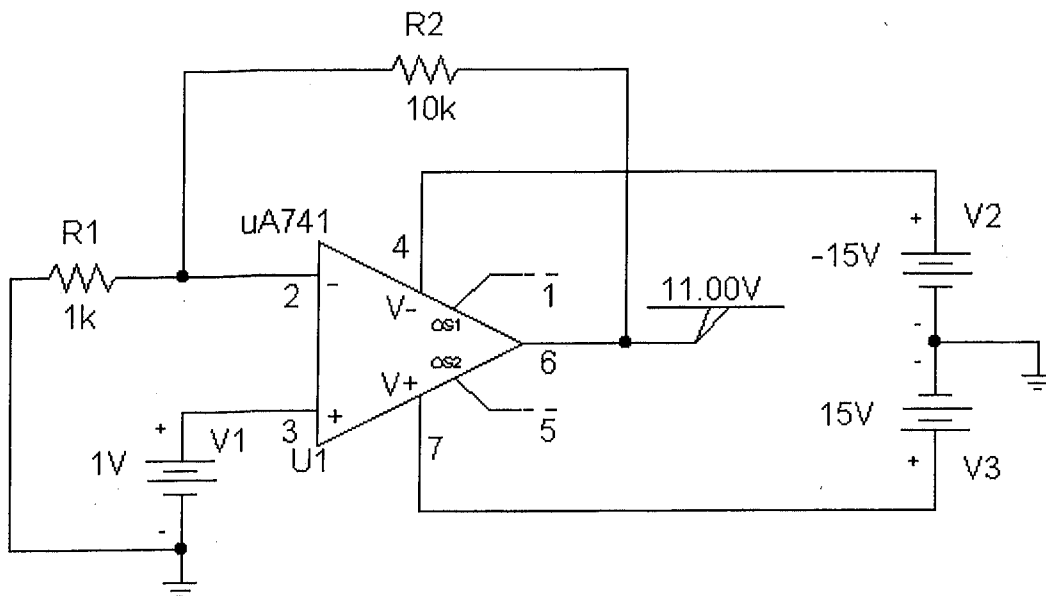 R2
10k
uA741
4
V2
R1
-15V
+
-
1
11.00V
1k
2
-
V-
OS1
OS2
6
-
-
V+
5
15V
V1
+
3
+
7
U1
1V
+
V3
-